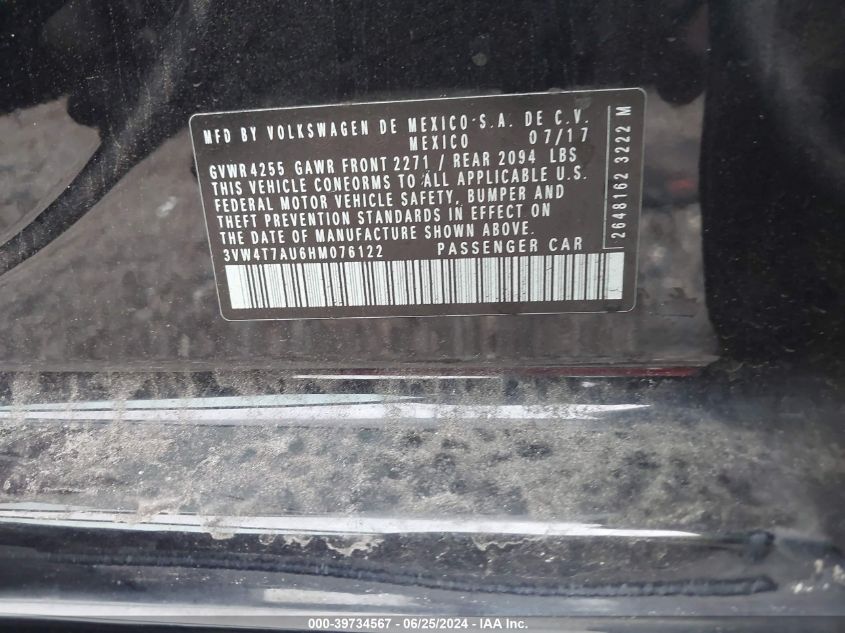 MFD BY VOLKSWAGEN DE MEXICO S.A. DE C.V.
MEXICO 07/17
GVWR 4255 GAWR FRONT 2271 / REAR 2094 LBS
THIS VEHICLE CONFORMS TO ALL APPLICABLE U.S.
FEDERAL MOTOR VEHICLE SAFETY, BUMPER AND
THEFT PREVENTION STANDARDS IN EFFECT ON
THE DATE OF MANUFACTURE SHOWN ABOVE.
3VW4T7AU6HM076122 PASSENGER CAR
2648162 3222 M
000-39734567 - 06/25/2024 - IAA Inc.